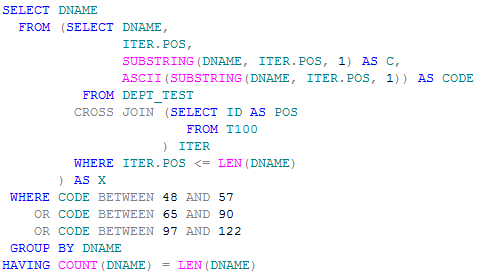 SELECT DNAME
FROM (SELECT DNAME,
ITER.POS,
SUBSTRING(DNAME, ITER.POS, 1) AS C,
ASCII(SUBSTRING(DNAME, ITER.POS, 1)) AS CODE
FROM DEPT_TEST
CROSS JOIN (SELECT ID AS POS
FROM T100
) ITER
WHERE ITER.POS <= LEN(DNAME)
) AS X
WHERE CODE BETWEEN 48 AND 57
OR CODE BETWEEN 65 AND 90
OR CODE BETWEEN 97 AND 122
GROUP BY DNAME
HAVING COUNT(DNAME) = LEN(DNAME)